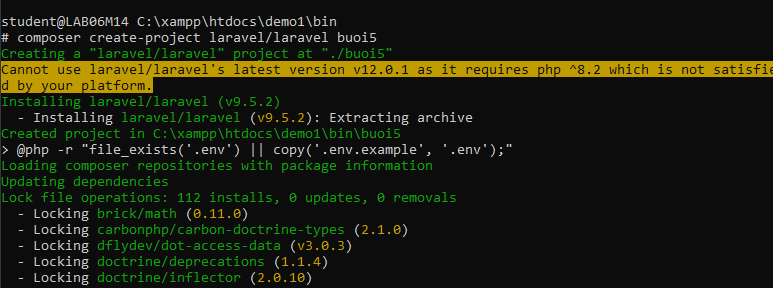 student@LAB06M14 C:\xampp\htdocs\demo1\bin
# composer create-project laravel/laravel buoi5
Creating a "laravel/laravel" project at "./buoi5"
Cannot use laravel/laravel's latest version v12.0.1 as it requires php ^8.2 which is not satisfie
d by your platform.
Installing laravel/laravel (v9.5.2)
  - Installing laravel/laravel (v9.5.2): Extracting archive
Created project in C:\xampp\htdocs\demo1\bin\buoi5
> @php -r "file_exists('.env') || copy('.env.example', '.env');"
Loading composer repositories with package information
Updating dependencies
Lock file operations: 112 installs, 0 updates, 0 removals
  - Locking brick/math (0.11.0)
  - Locking carbonphp/carbon-doctrine-types (2.1.0)
  - Locking dflydev/dot-access-data (v3.0.3)
  - Locking doctrine/deprecations (1.1.4)
  - Locking doctrine/inflector (2.0.10)